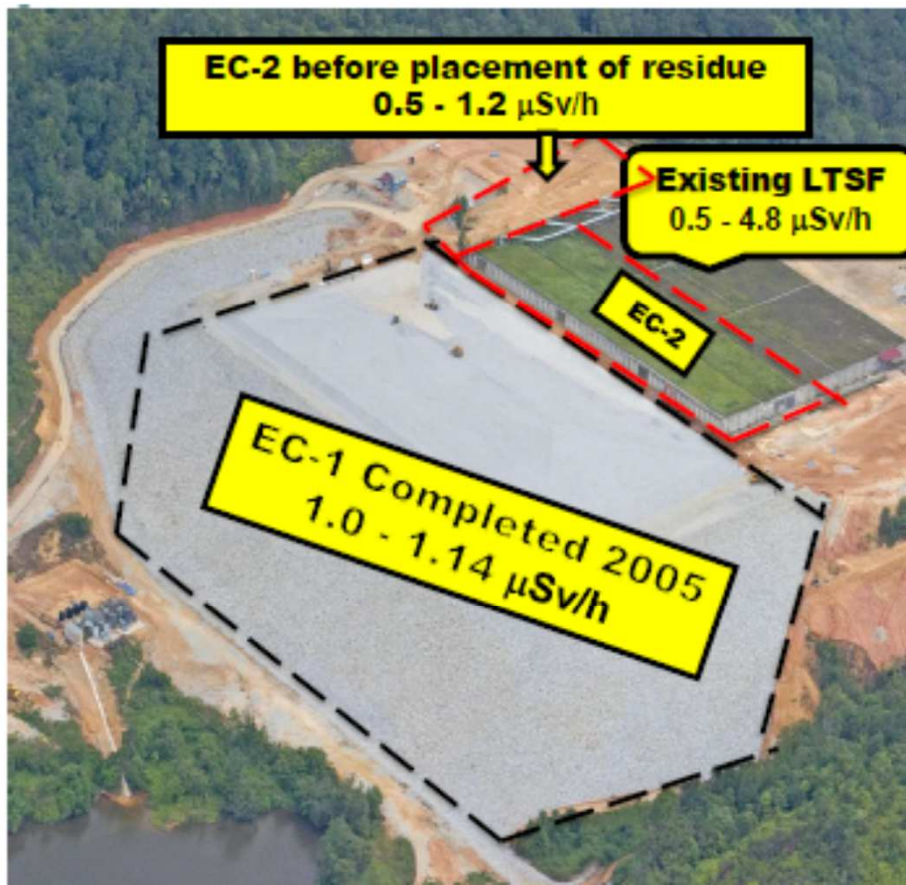 EC-2 before placement of residue
0.5 - 1.2 μSv/h
Existing LTSF
0.5 - 4.8 μSv/h
EC-2
EC-1 Completed 2005
1.0 - 1.14 μSv/h